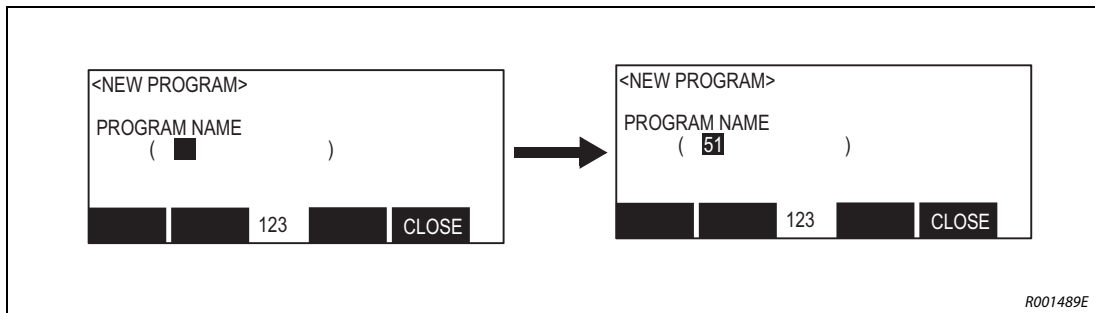 <NEW PROGRAM>
PROGRAM NAME
( )
123 CLOSE
<NEW PROGRAM>
PROGRAM NAME
( 51 )
123 CLOSE
R001489E